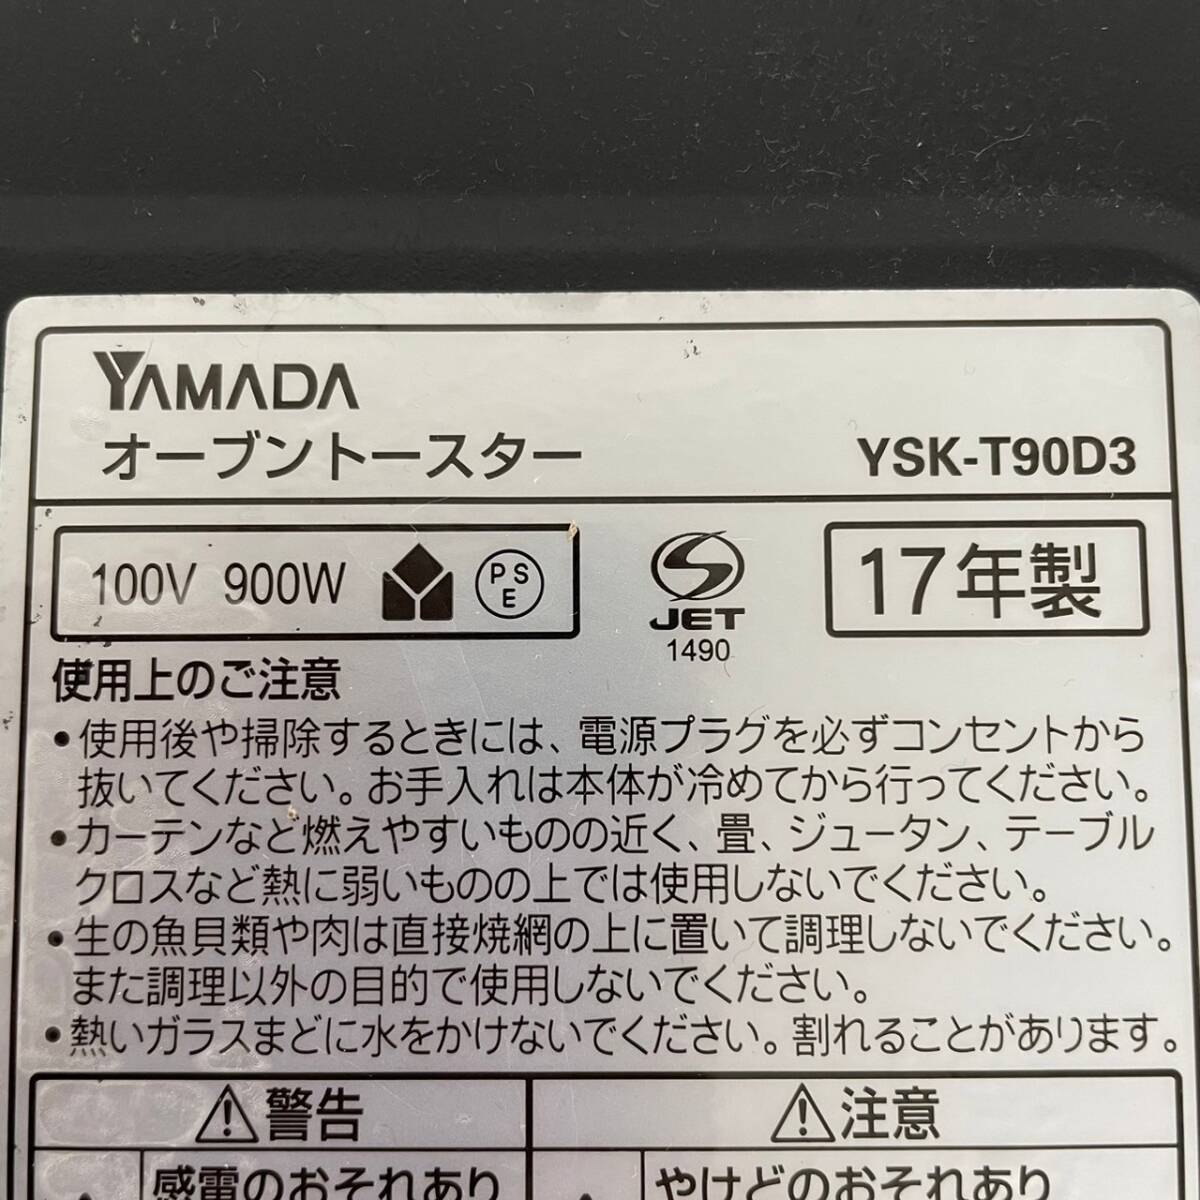 YAMADA
オーブントースター YSK-T90D3
100V 900W PSE JET 1490 17年製
使用上のご注意
・使用後や掃除するときには、電源プラグを必ずコンセントから
抜いてください。お手入れは本体が冷めてから行ってください。
・カーテンなど燃えやすいものの近く、畳、ジュータン、テーブル
クロスなど熱に弱いものの上では使用しないでください。
・生の魚貝類や肉は直接焼網の上に置いて調理しないでください。
また調理以外の目的で使用しないでください。
・熱いガラスまどに水をかけないでください。割れることがあります。
警告 注意
感電のおそれあり やけどのおそれあり